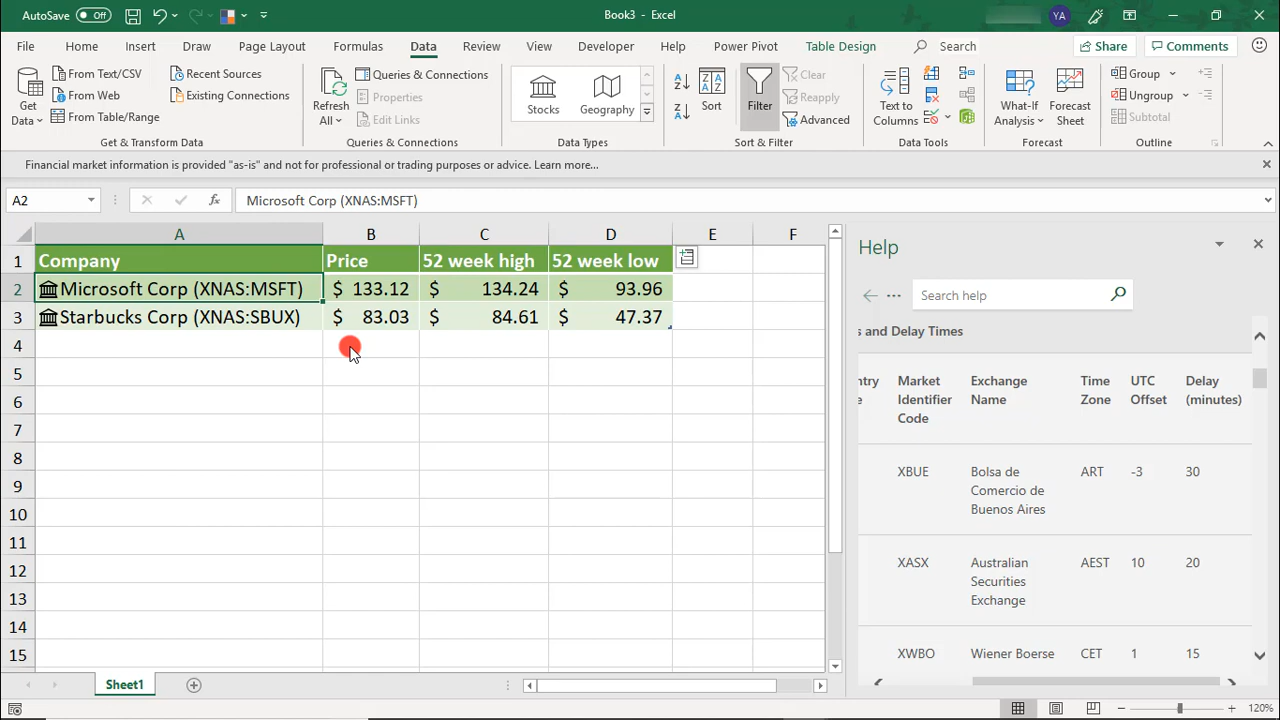 AutoSave Off
Book3 - Excel
YA
File Home Insert Draw Page Layout Formulas Data Review View Developer Help Power Pivot Table Design Search Share Comments
Get Data
From Text/CSV
From Web
From Table/Range
Recent Sources
Existing Connections
Get & Transform Data
Refresh All
Queries & Connections
Properties
Edit Links
Queries & Connections
Stocks
Geography
Data Types
Sort
Filter
Clear
Reapply
Advanced
Sort & Filter
Text to Columns
Data Tools
What-If Analysis
Forecast Sheet
Forecast
Group
Ungroup
Subtotal
Outline
Financial market information is provided "as-is" and not for professional or trading purposes or advice. Learn more...
A2 fx Microsoft Corp (XNAS:MSFT)
A B C D E F
1 Company Price 52 week high 52 week low
2 Microsoft Corp (XNAS:MSFT) $ 133.12 $ 134.24 $ 93.96
3 Starbucks Corp (XNAS:SBUX) $ 83.03 $ 84.61 $ 47.37
4
5
6
7
8
9
10
11
12
13
14
15
Help
Search help
s and Delay Times
ntry
e
Market Identifier Code
Exchange Name
Time Zone
UTC Offset
Delay (minutes)
XBUE
Bolsa de Comercio de Buenos Aires
ART
-3
30
XASX
Australian Securities Exchange
AEST
10
20
XWBO
Wiener Boerse
CET
1
15
Sheet1
120%